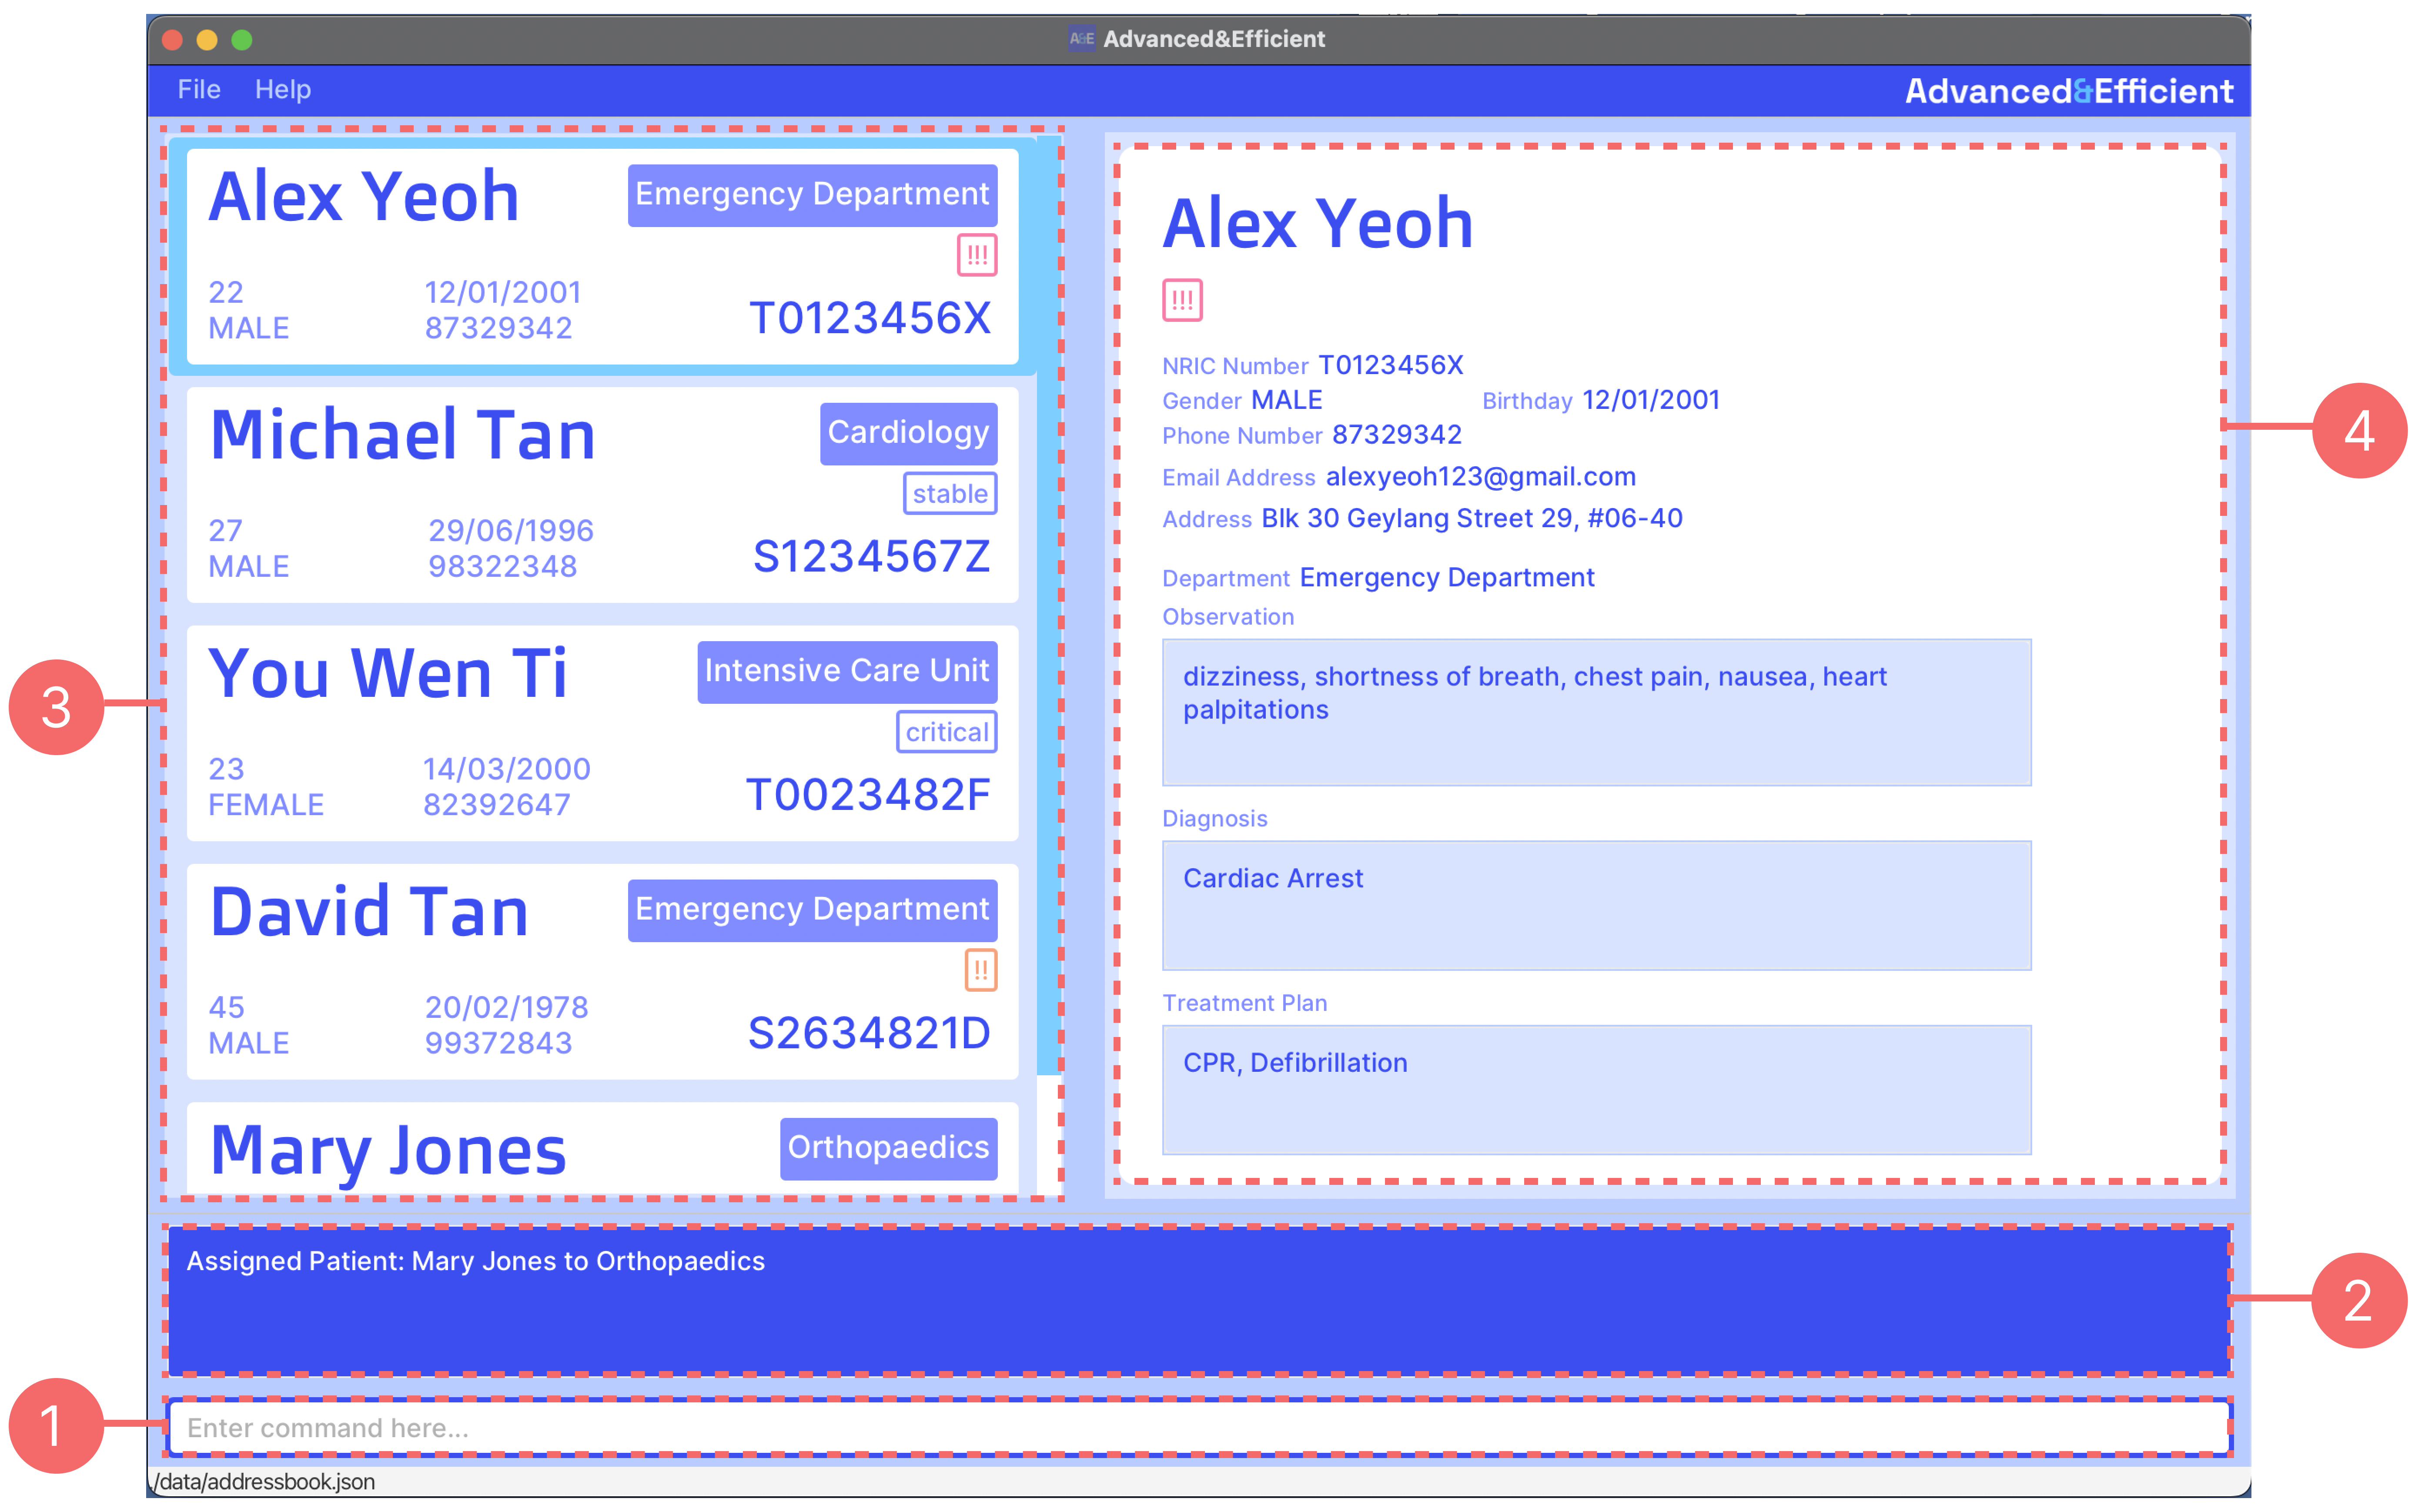 A&E Advanced&Efficient
File Help
Advanced&Efficient
Alex Yeoh
Emergency Department
!!!
22 12/01/2001
MALE 87329342
T0123456X
Michael Tan
Cardiology
stable
27 29/06/1996
MALE 98322348
S1234567Z
You Wen Ti
Intensive Care Unit
critical
23 14/03/2000
FEMALE 82392647
T0023482F
David Tan
Emergency Department
!!
45 20/02/1978
MALE 99372843
S2634821D
Mary Jones
Orthopaedics
3
Alex Yeoh
!!!
NRIC Number T0123456X
Gender MALE Birthday 12/01/2001
Phone Number 87329342
Email Address alexyeoh123@gmail.com
Address Blk 30 Geylang Street 29, #06-40
Department Emergency Department
Observation
dizziness, shortness of breath, chest pain, nausea, heart
palpitations
Diagnosis
Cardiac Arrest
Treatment Plan
CPR, Defibrillation
4
Assigned Patient: Mary Jones to Orthopaedics
2
1
Enter command here...
./data/addressbook.json